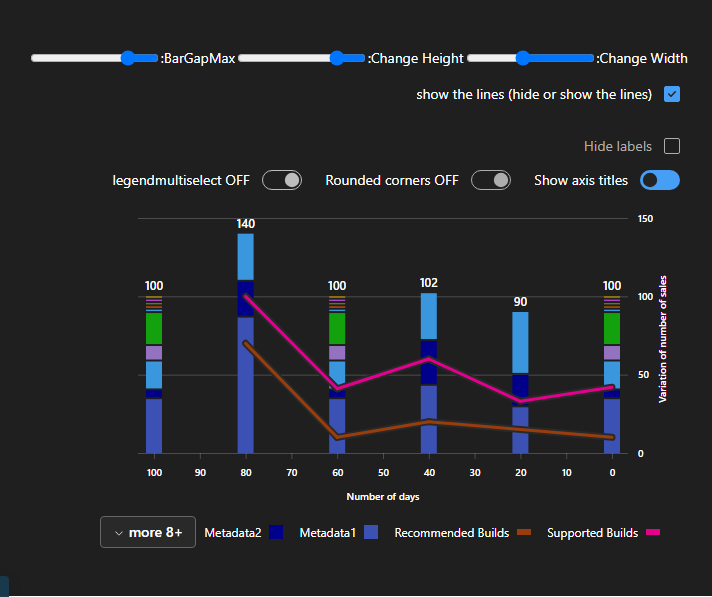 :BarGapMax :Change Height :Change Width
show the lines (hide or show the lines)
Hide labels
legendmultiselect OFF Rounded corners OFF Show axis titles
150
140
100 100 102 90 100
100
50
0
Variation of number of sales
100 90 80 70 60 50 40 30 20 10 0
Number of days
more 8+ Metadata2 Metadata1 Recommended Builds Supported Builds